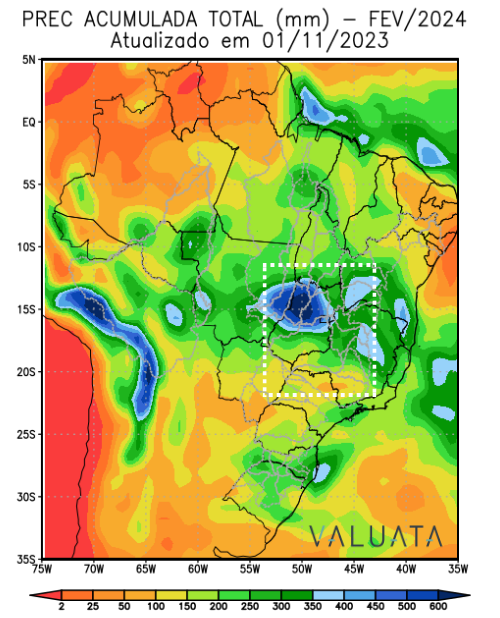 PREC ACUMULADA TOTAL (mm) – FEV/2024
Atualizado em 01/11/2023
5N
EQ
5S
10S
15S
20S
25S
30S
35S
VALUATA
75W 70W 65W 60W 55W 50W 45W 40W 35W
2 25 50 100 150 200 250 300 350 400 450 500 600